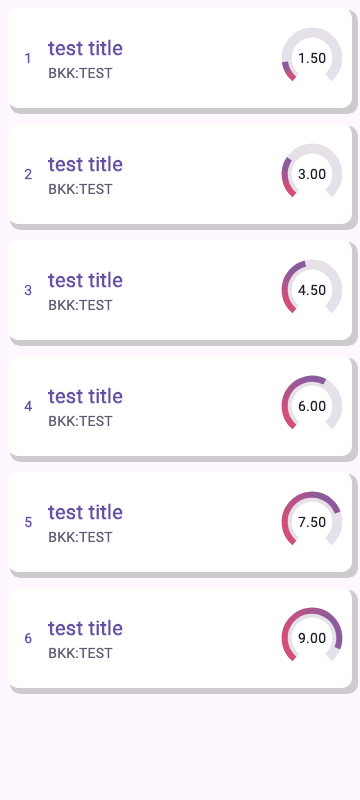 1
test title
BKK:TEST
1.50
2
test title
BKK:TEST
3.00
3
test title
BKK:TEST
4.50
4
test title
BKK:TEST
6.00
5
test title
BKK:TEST
7.50
6
test title
BKK:TEST
9.00